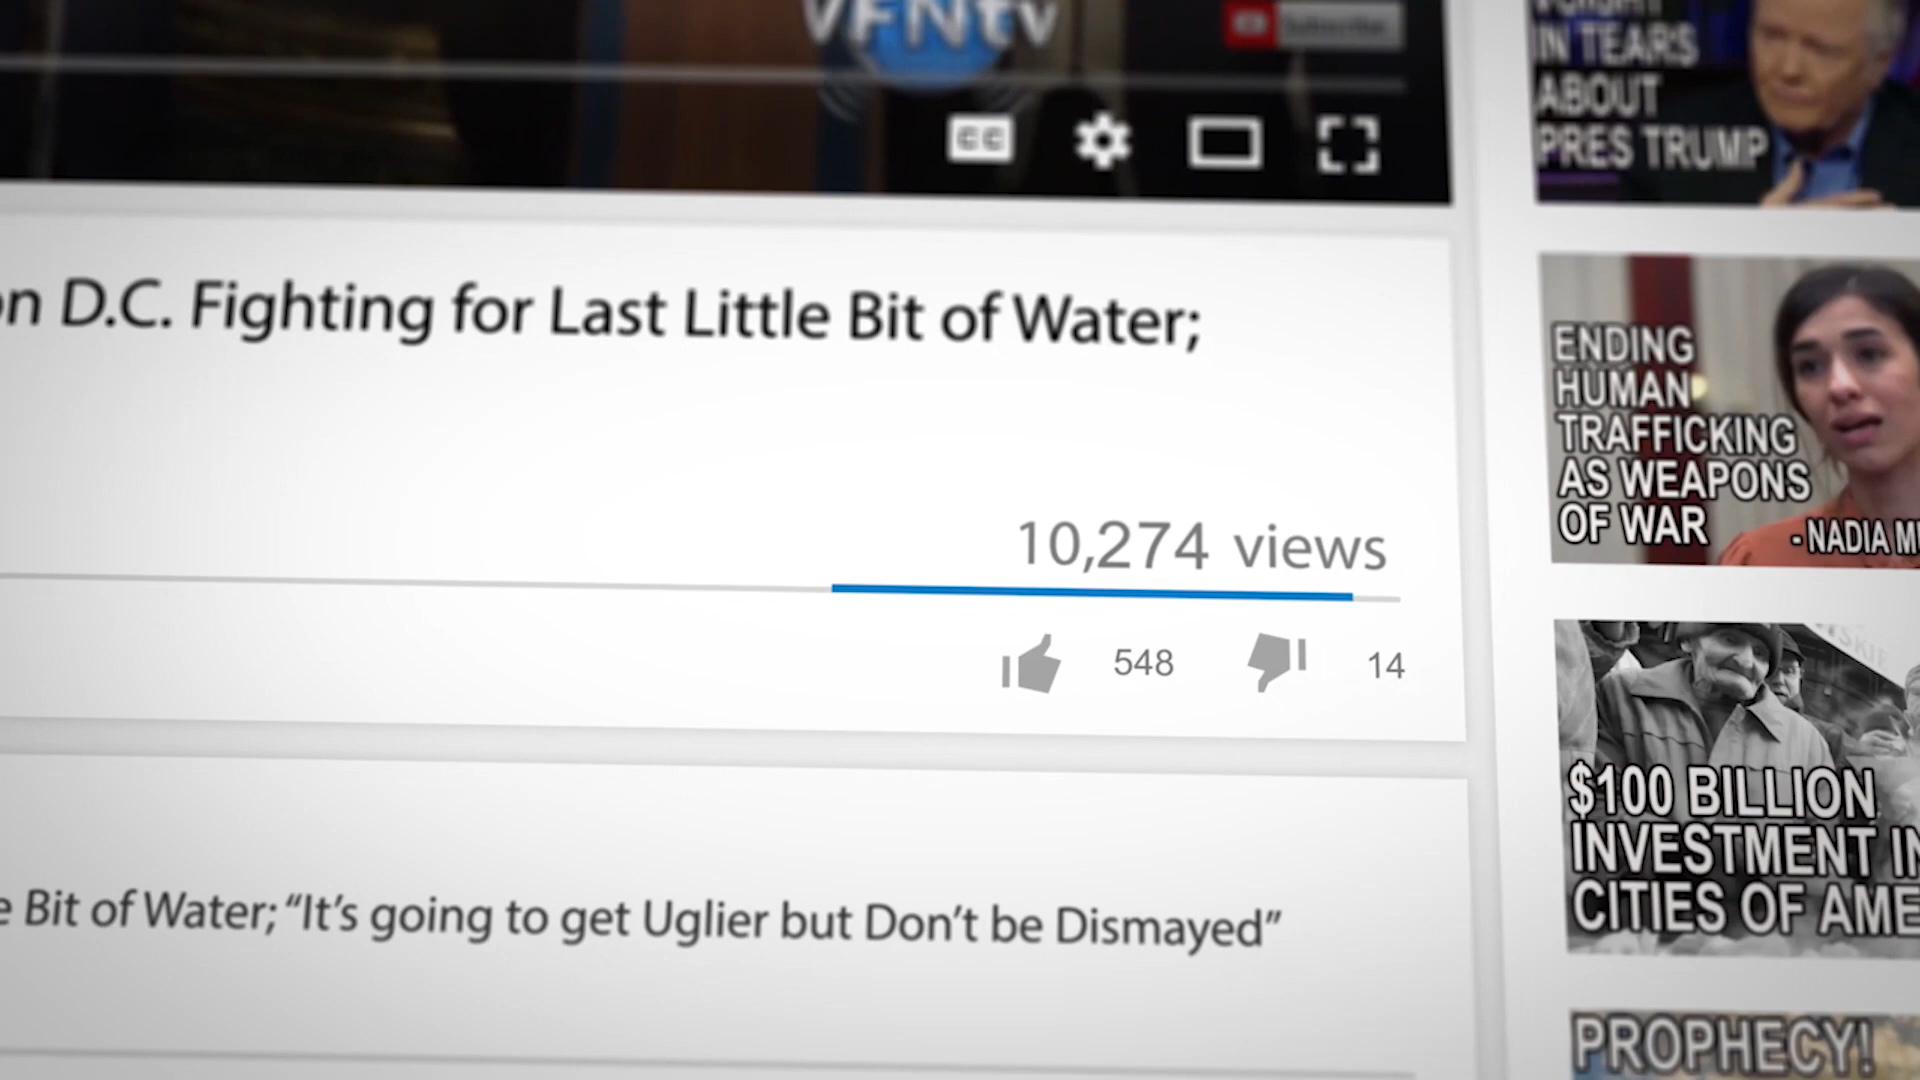 VFNtv
Subscribe
CC
on D.C. Fighting for Last Little Bit of Water;
10,274 views
548
14
e Bit of Water; “It’s going to get Uglier but Don’t be Dismayed”
IN TEARS
ABOUT
PRES TRUMP
ENDING
HUMAN
TRAFFICKING
AS WEAPONS
OF WAR
- NADIA M
$100 BILLION
INVESTMENT IN
CITIES OF AME
PROPHECY!